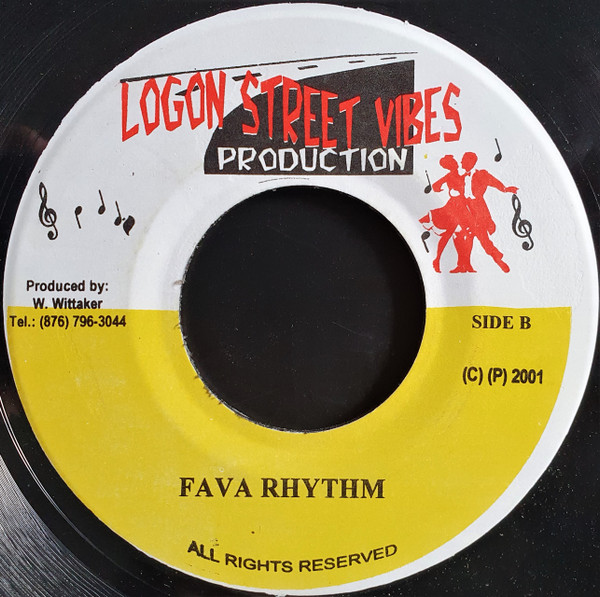 LOGON STREET VIBES
PRODUCTION
Produced by:
W. Wittaker
Tel.: (876) 796-3044
SIDE B
(C) (P) 2001
FAVA RHYTHM
ALL RIGHTS RESERVED